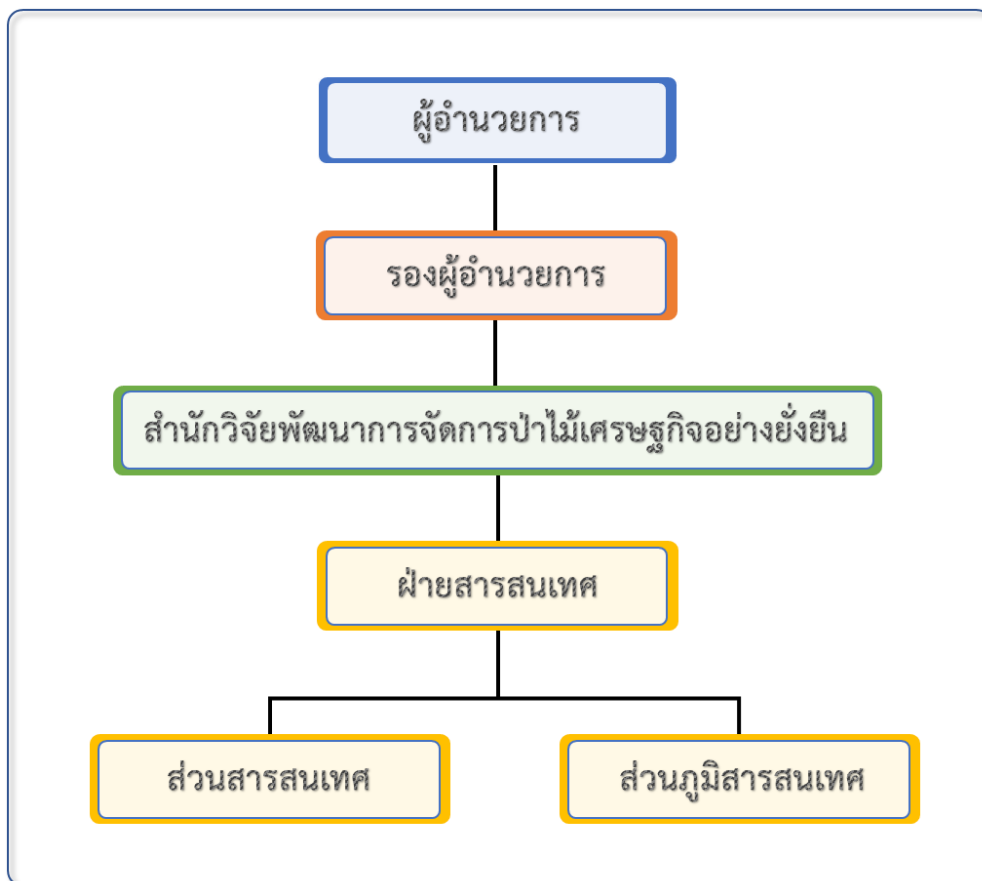 ผู้อำนวยการ
รองผู้อำนวยการ
สำนักวิจัยพัฒนาการจัดการป่าไม้เศรษฐกิจอย่างยั่งยืน
ฝ่ายสารสนเทศ
ส่วนสารสนเทศ
ส่วนภูมิสารสนเทศ